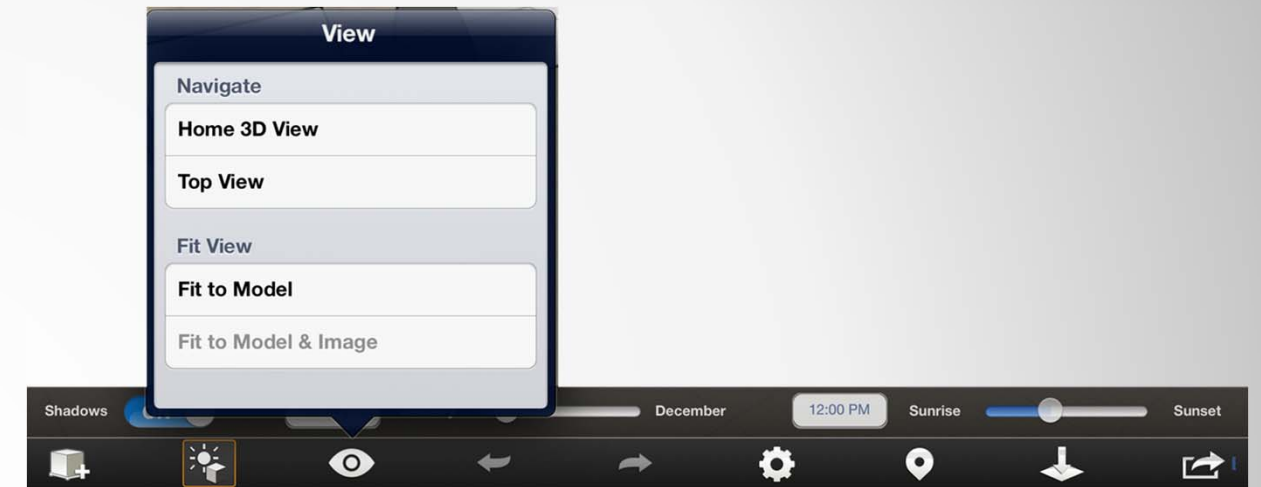 View
Navigate
Home 3D View
Top View
Fit View
Fit to Model
Fit to Model & Image
Shadows December 12:00 PM Sunrise Sunset